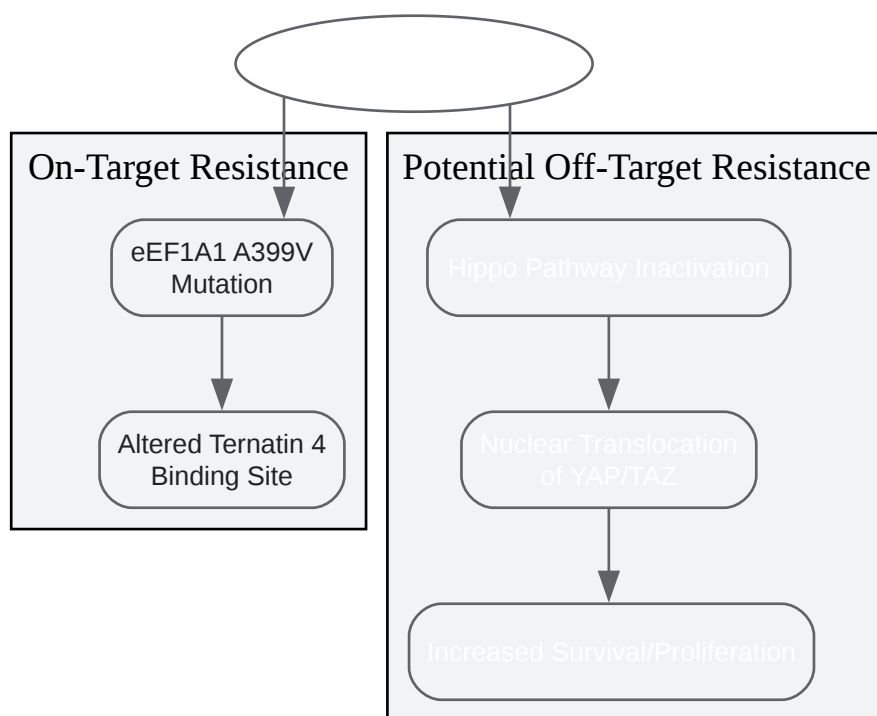 On-Target Resistance
eEF1A1 A399V
Mutation
Altered Ternatin 4
Binding Site
Potential Off-Target Resistance
Hippo Pathway Inactivation
Nuclear Translocation
of YAP/TAZ
Increased Survival/Proliferation